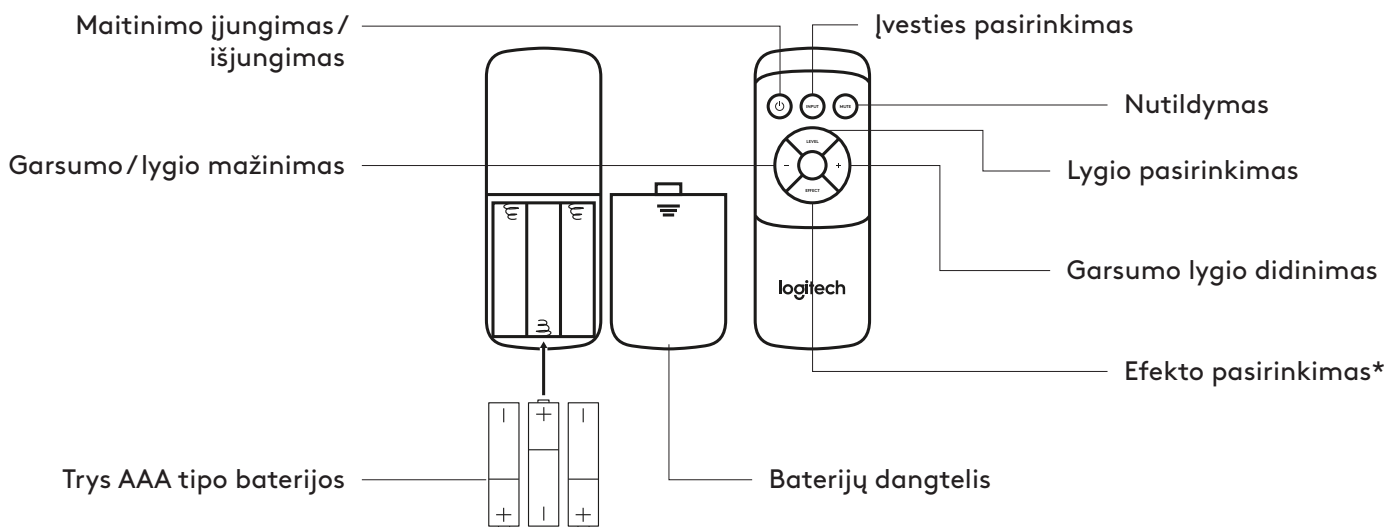 Maitinimo įjungimas /
išjungimas
Įvesties pasirinkimas
INPUT
MUTE
Nutildymas
LEVEL
Garsumo / lygio mažinimas
-
+
Lygio pasirinkimas
EFFECT
Garsumo lygio didinimas
logitech
Efekto pasirinkimas*
Trys AAA tipo baterijos
Baterijų dangtelis